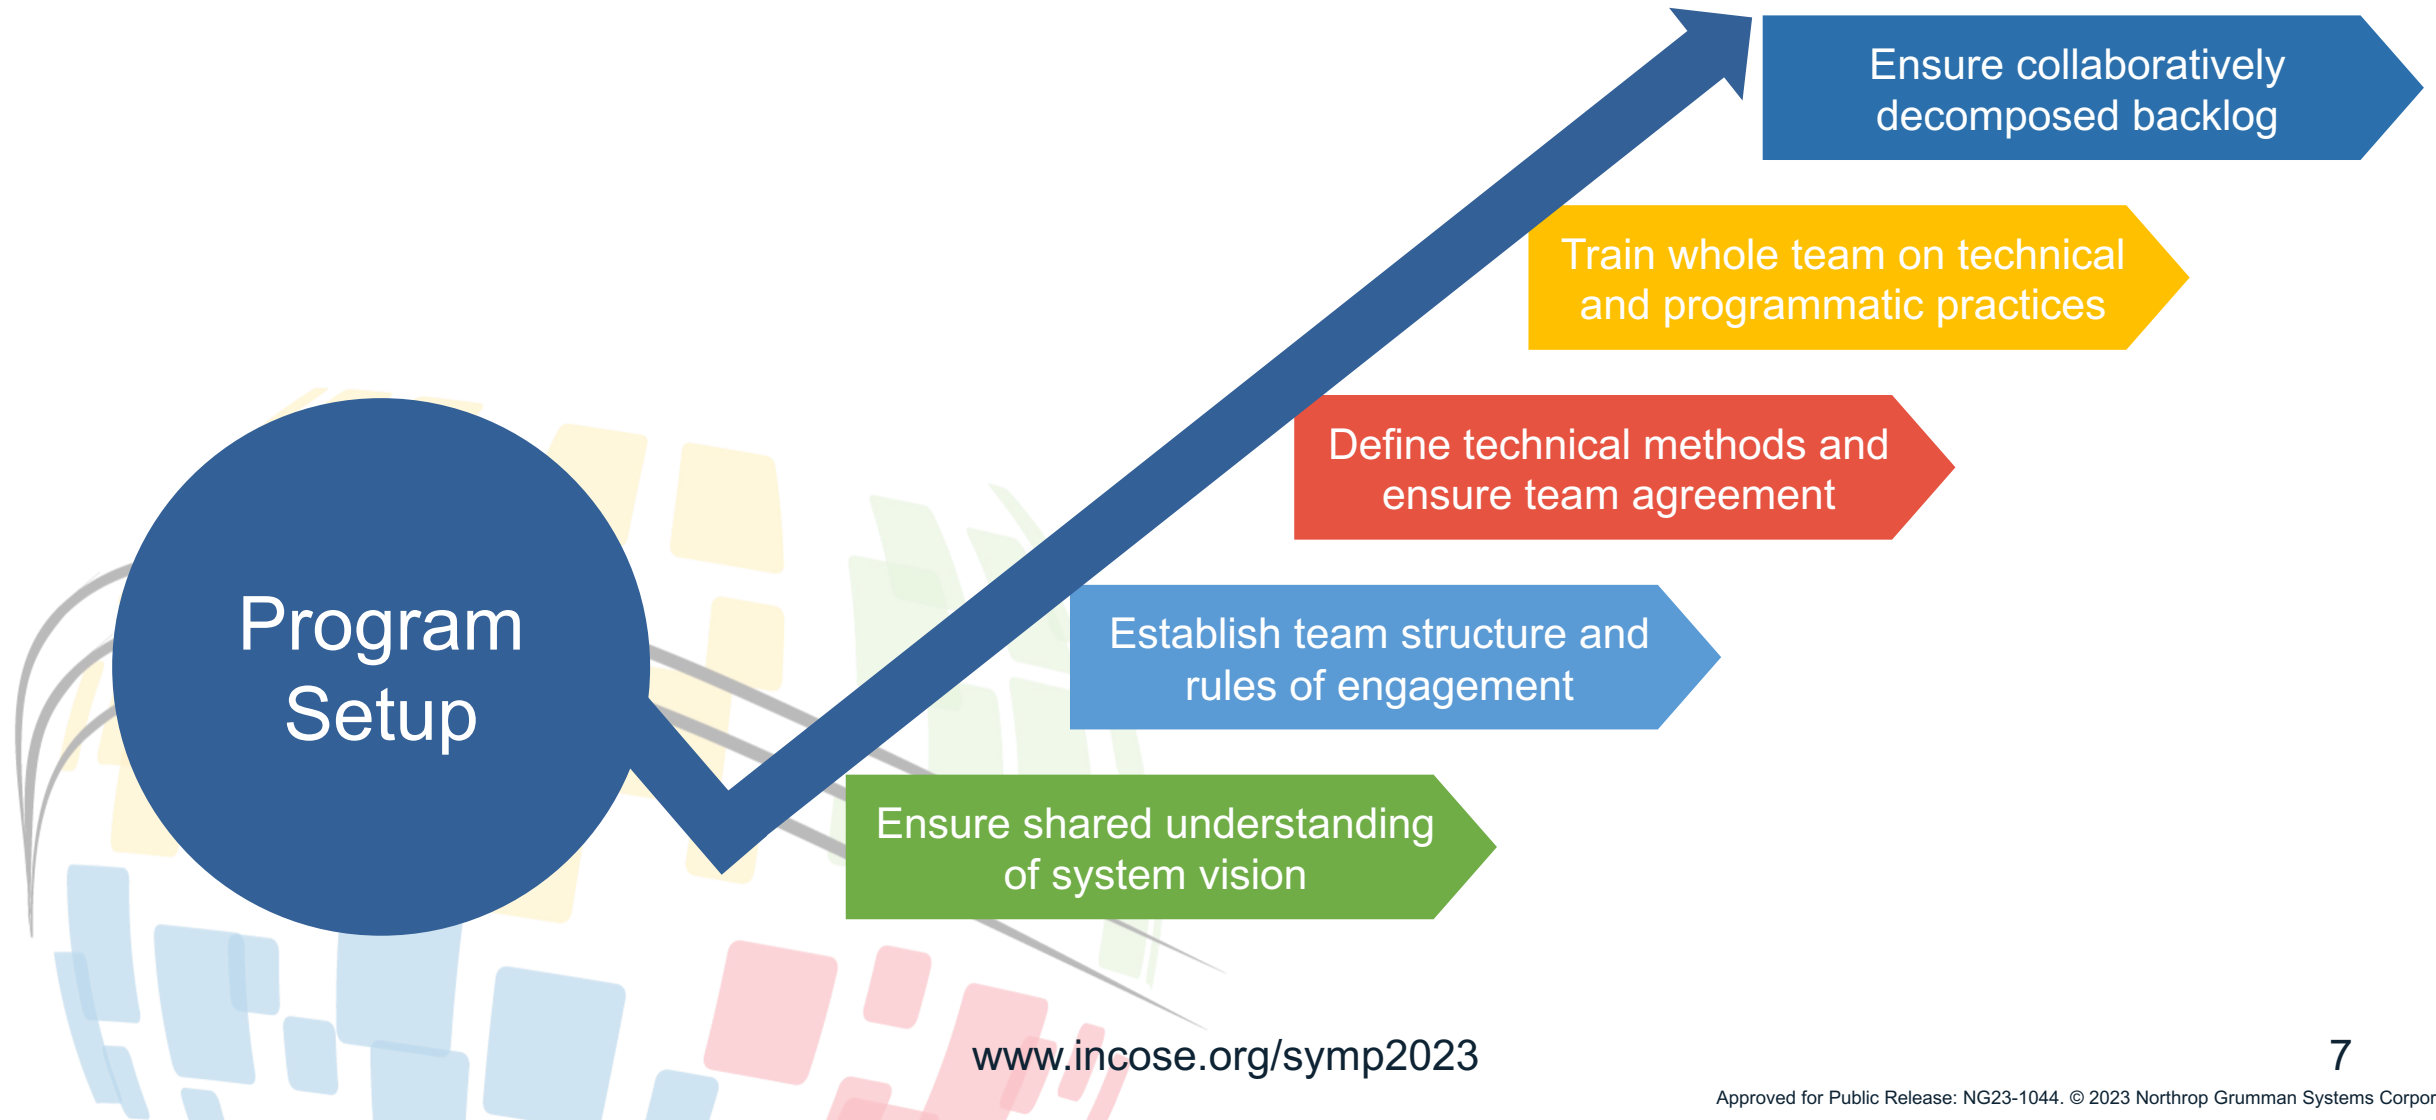 Ensure collaboratively
decomposed backlog
Train whole team on technical
and programmatic practices
Define technical methods and
ensure team agreement
Program
Setup
Establish team structure and
rules of engagement
Ensure shared understanding
of system vision
www.incose.org/symp2023
7
Approved for Public Release: NG23-1044. © 2023 Northrop Grumman Systems